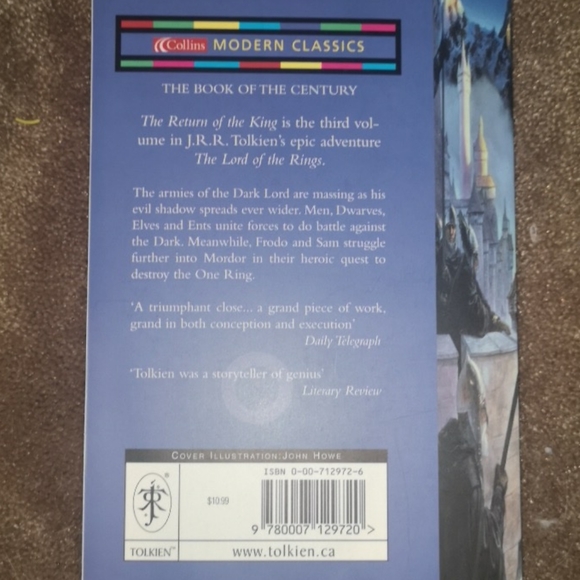 Collins MODERN CLASSICS
THE BOOK OF THE CENTURY
The Return of the King is the third vol-
ume in J.R.R. Tolkien's epic adventure
The Lord of the Rings.
The armies of the Dark Lord are massing as his
evil shadow spreads ever wider. Men, Dwarves,
Elves and Ents unite forces to do battle against
the Dark. Meanwhile, Frodo and Sam struggle
further into Mordor in their heroic quest to
destroy the One Ring.
'A triumphant close... a grand piece of work,
grand in both conception and execution'
Daily Telegraph
'Tolkien was a storyteller of genius'
Literary Review
COVER ILLUSTRATION: JOHN HOWE
ISBN 0-00-712972-6
$10.99
9 780007 129720 >
TOLKIEN™
www.tolkien.ca